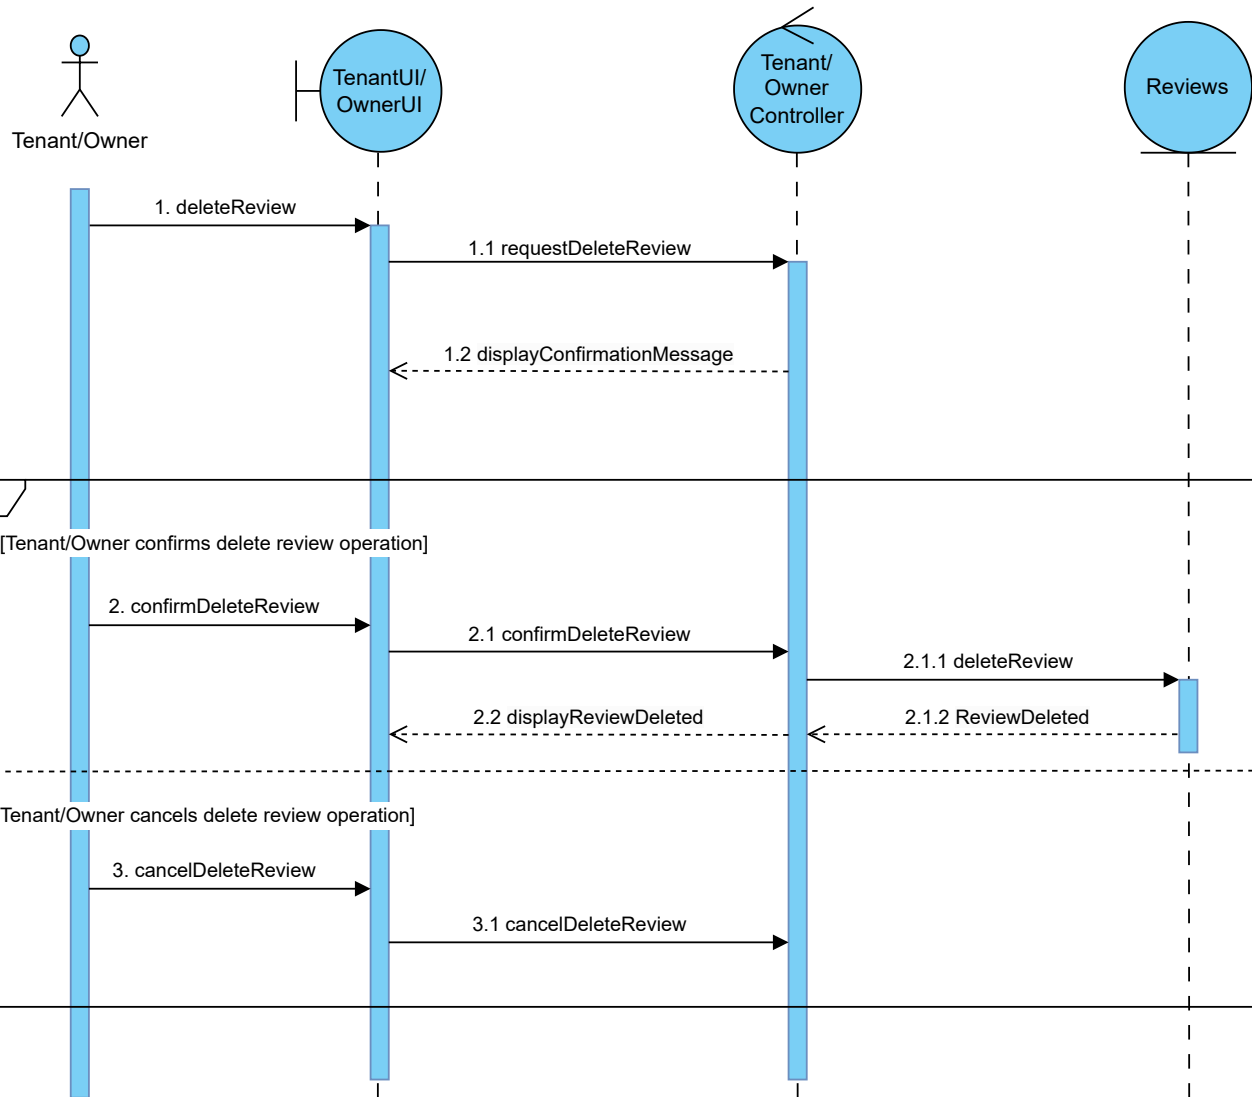 Tenant/Owner
TenantUI/
OwnerUI
Tenant/
Owner
Controller
Reviews
1. deleteReview
1.1 requestDeleteReview
1.2 displayConfirmationMessage
[Tenant/Owner confirms delete review operation]
2. confirmDeleteReview
2.1 confirmDeleteReview
2.1.1 deleteReview
2.2 displayReviewDeleted
2.1.2 ReviewDeleted
Tenant/Owner cancels delete review operation]
3. cancelDeleteReview
3.1 cancelDeleteReview